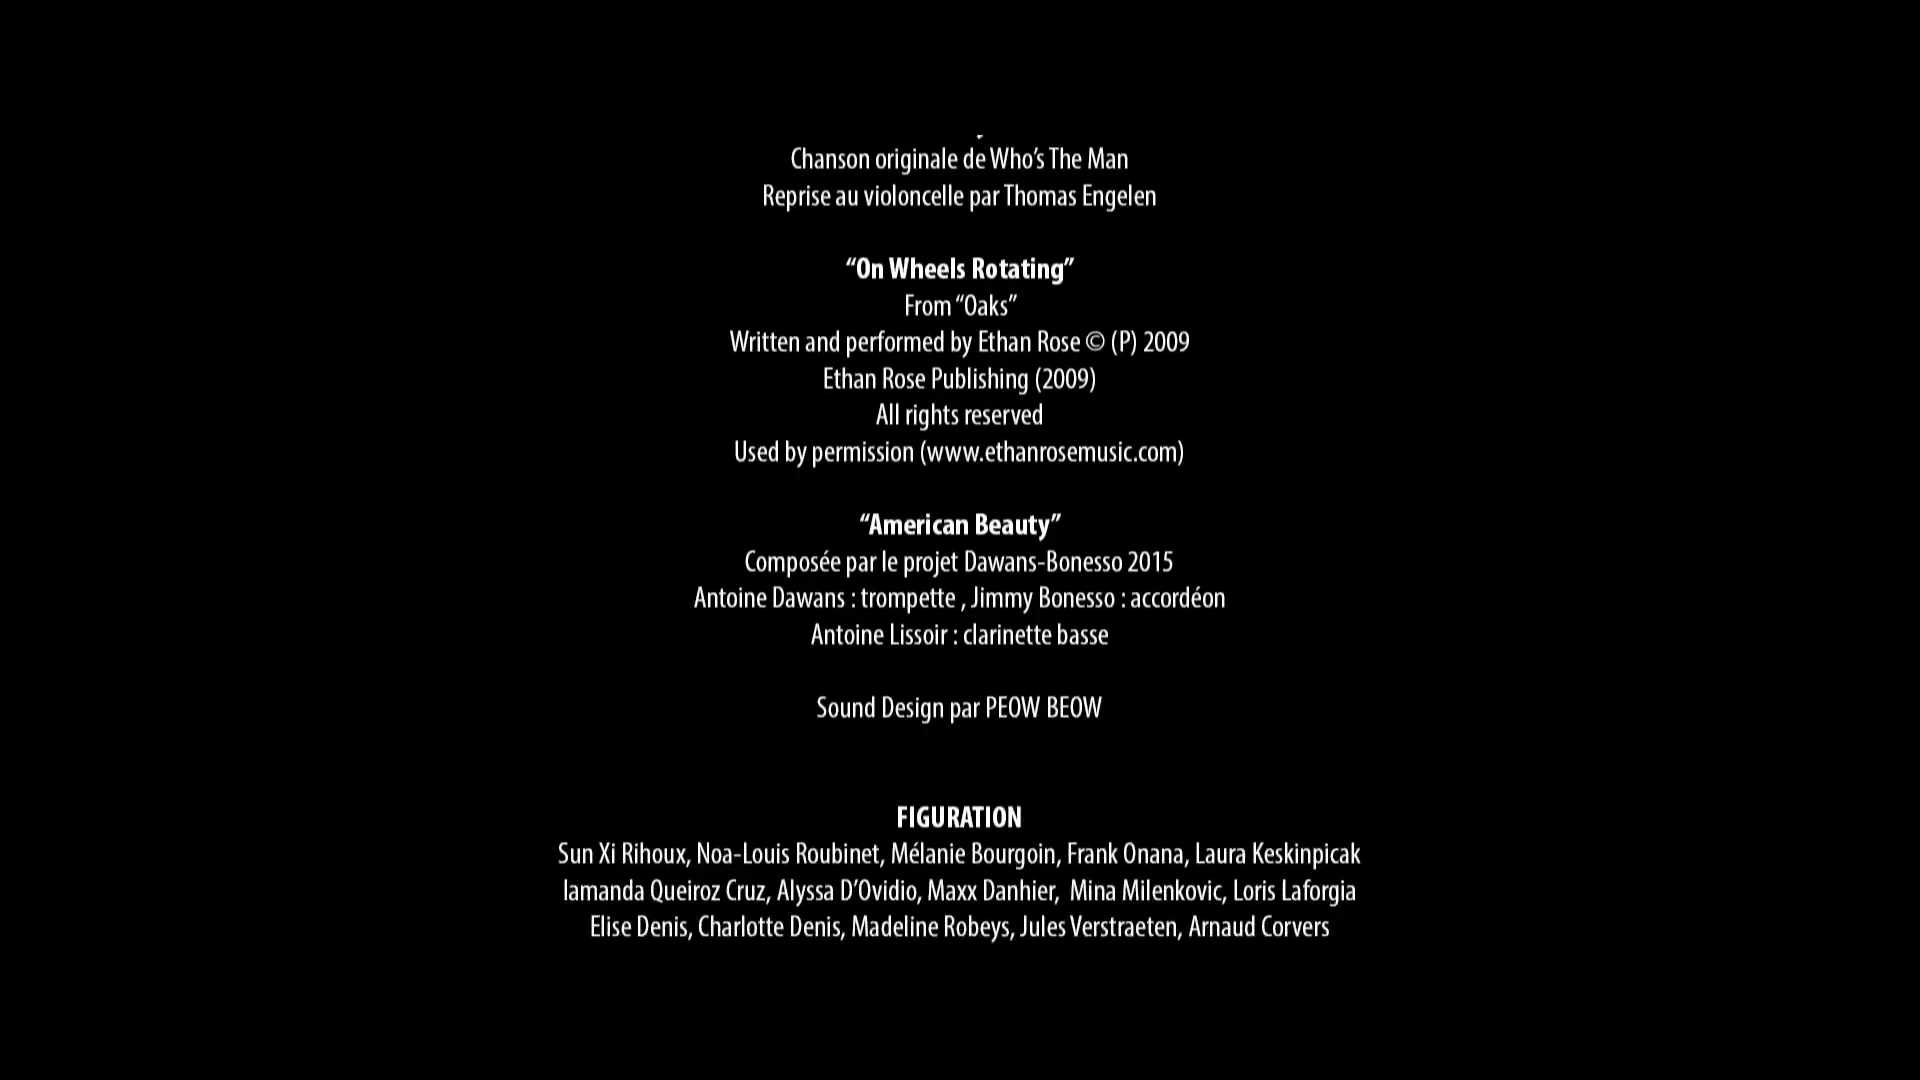 Chanson originale de Who’s The Man
Reprise au violoncelle par Thomas Engelen
“On Wheels Rotating”
From “Oaks”
Written and performed by Ethan Rose © (P) 2009
Ethan Rose Publishing (2009)
All rights reserved
Used by permission (www.ethanrosemusic.com)
“American Beauty”
Composée par le projet Dawans-Bonesso 2015
Antoine Dawans : trompette , Jimmy Bonesso : accordéon
Antoine Lissoir : clarinette basse
Sound Design par PEOW BEOW
FIGURATION
Sun Xi Rihoux, Noa-Louis Roubinet, Mélanie Bourgoin, Frank Onana, Laura Keskinpicak
Iamanda Queiroz Cruz, Alyssa D’Ovidio, Maxx Danhier,  Mina Milenkovic, Loris Laforgia
Elise Denis, Charlotte Denis, Madeline Robeys, Jules Verstraeten, Arnaud Corvers